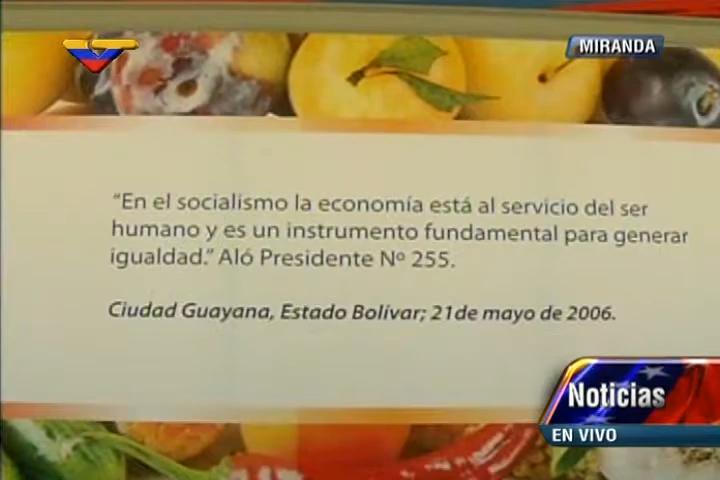 MIRANDA
“En el socialismo la economía está al servicio del ser
humano y es un instrumento fundamental para generar
igualdad.” Aló Presidente Nº 255.
Ciudad Guayana, Estado Bolívar; 21de mayo de 2006.
Noticias
EN VIVO